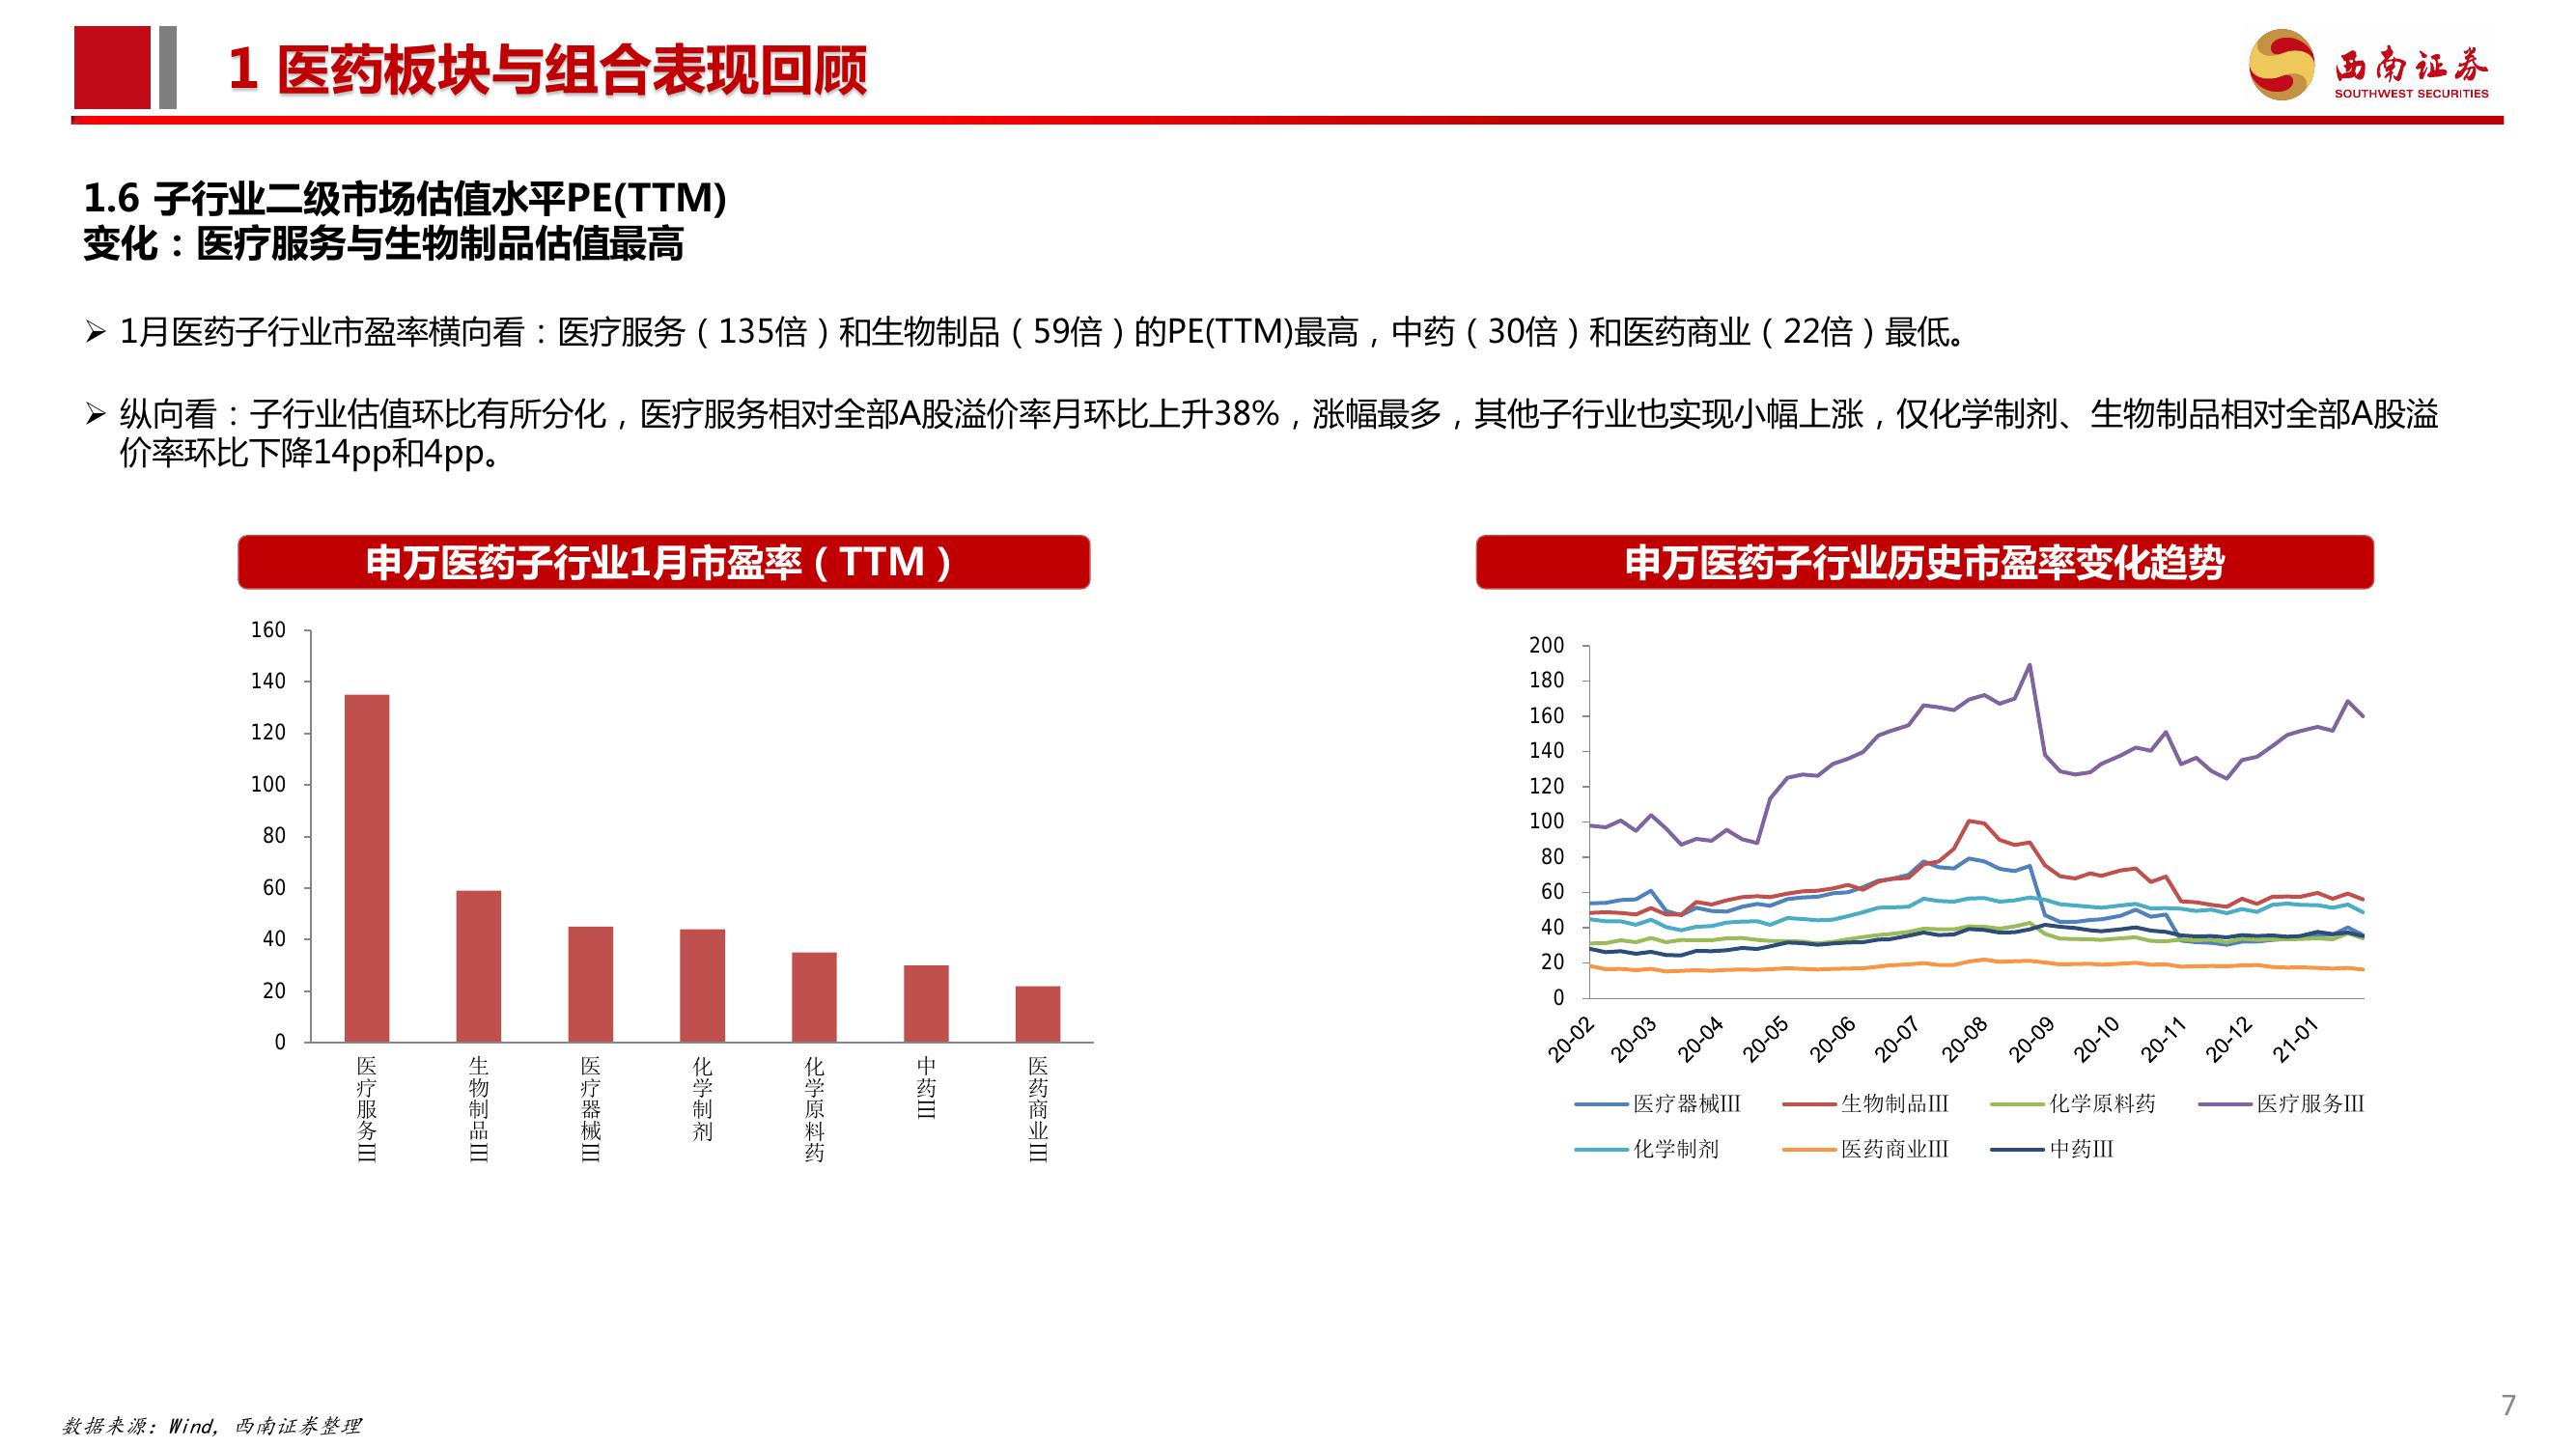 1 医药板块与组合表现回顾
西南证券
SOUTHWEST SECURITIES
1.6 子行业二级市场估值水平PE(TTM)
变化：医疗服务与生物制品估值最高
➢ 1月医药子行业市盈率横向看：医疗服务（135倍）和生物制品（59倍）的PE(TTM)最高，中药（30倍）和医药商业（22倍）最低。
➢ 纵向看：子行业估值环比有所分化，医疗服务相对全部A股溢价率月环比上升38%，涨幅最多，其他子行业也实现小幅上涨，仅化学制剂、生物制品相对全部A股溢
价率环比下降14pp和4pp。
申万医药子行业1月市盈率（TTM）
160
140
120
100
80
60
40
20
0
医疗服务III
生物制品III
医疗器械III
化学制剂
化学原料药
中药III
医药商业III
申万医药子行业历史市盈率变化趋势
200
180
160
140
120
100
80
60
40
20
0
20-02 20-03 20-04 20-05 20-06 20-07 20-08 20-09 20-10 20-11 20-12 21-01
医疗器械III 生物制品III 化学原料药 医疗服务III
化学制剂 医药商业III 中药III
数据来源：Wind，西南证券整理
7